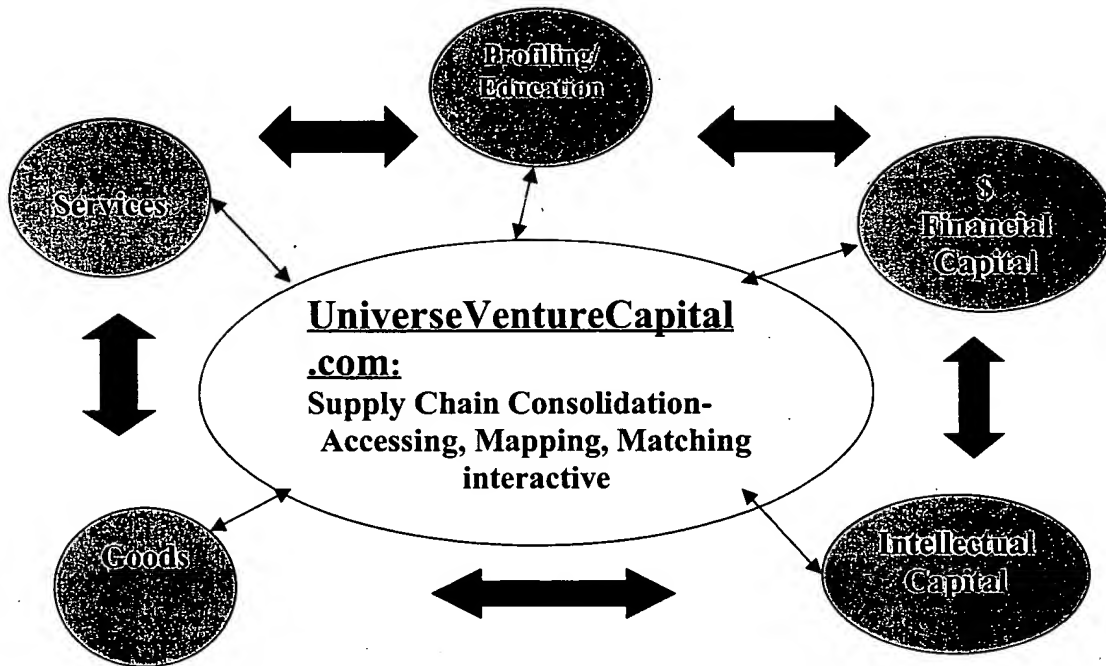 Profiling/
Education
Services
$
Financial
Capital
UniverseVentureCapital
.com:
Supply Chain Consolidation-
Accessing, Mapping, Matching
interactive
Goods
Intellectual
Capital